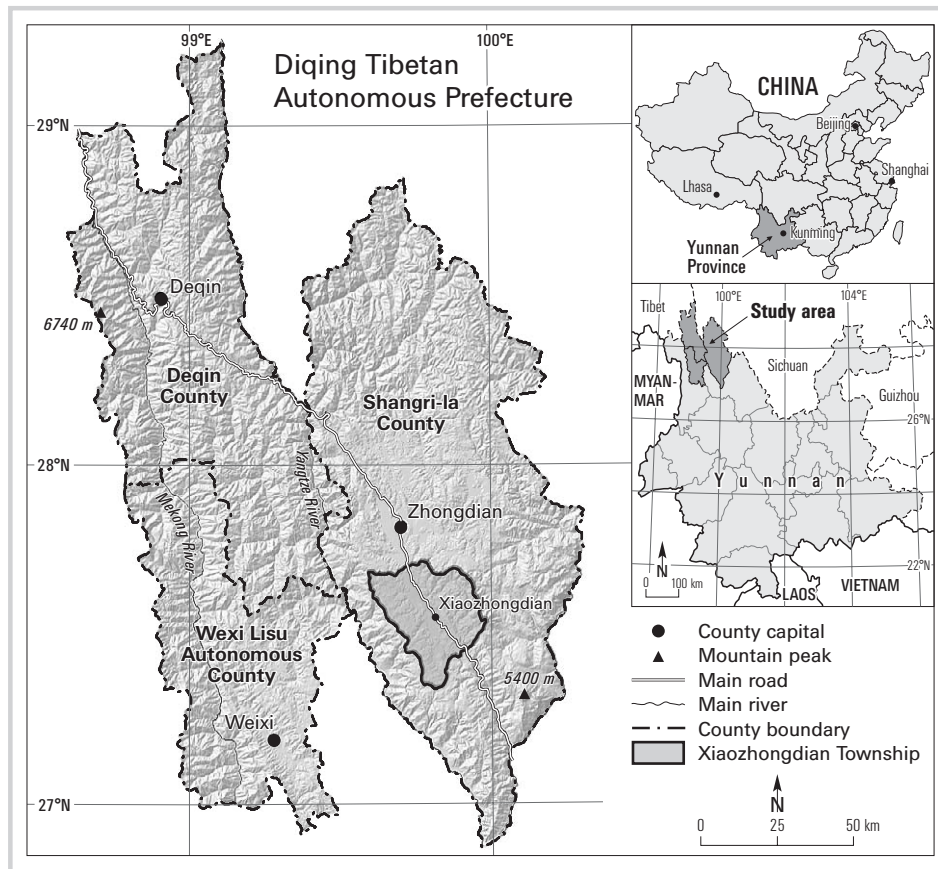 99°E
100°E
Diqing Tibetan
Autonomous Prefecture
29°N
Deqin
6740 m
Deqin
County
Shangri-la
County
28°N
Yangtze River
Mekong River
Zhongdian
Xiaozhongdian
Wexi Lisu
Autonomous
County
5400 m
Weixi
27°N
CHINA
Beijing
Shanghai
Lhasa
Kunming
Yunnan
Province
100°E
104°E
Tibet
Study area
Sichuan
MYAN-
MAR
Guizhou
26°N
Yunnan
N
0 100 km
22°N
LAOS
VIETNAM
County capital
Mountain peak
Main road
Main river
County boundary
Xiaozhongdian Township
N
0 25 50 km